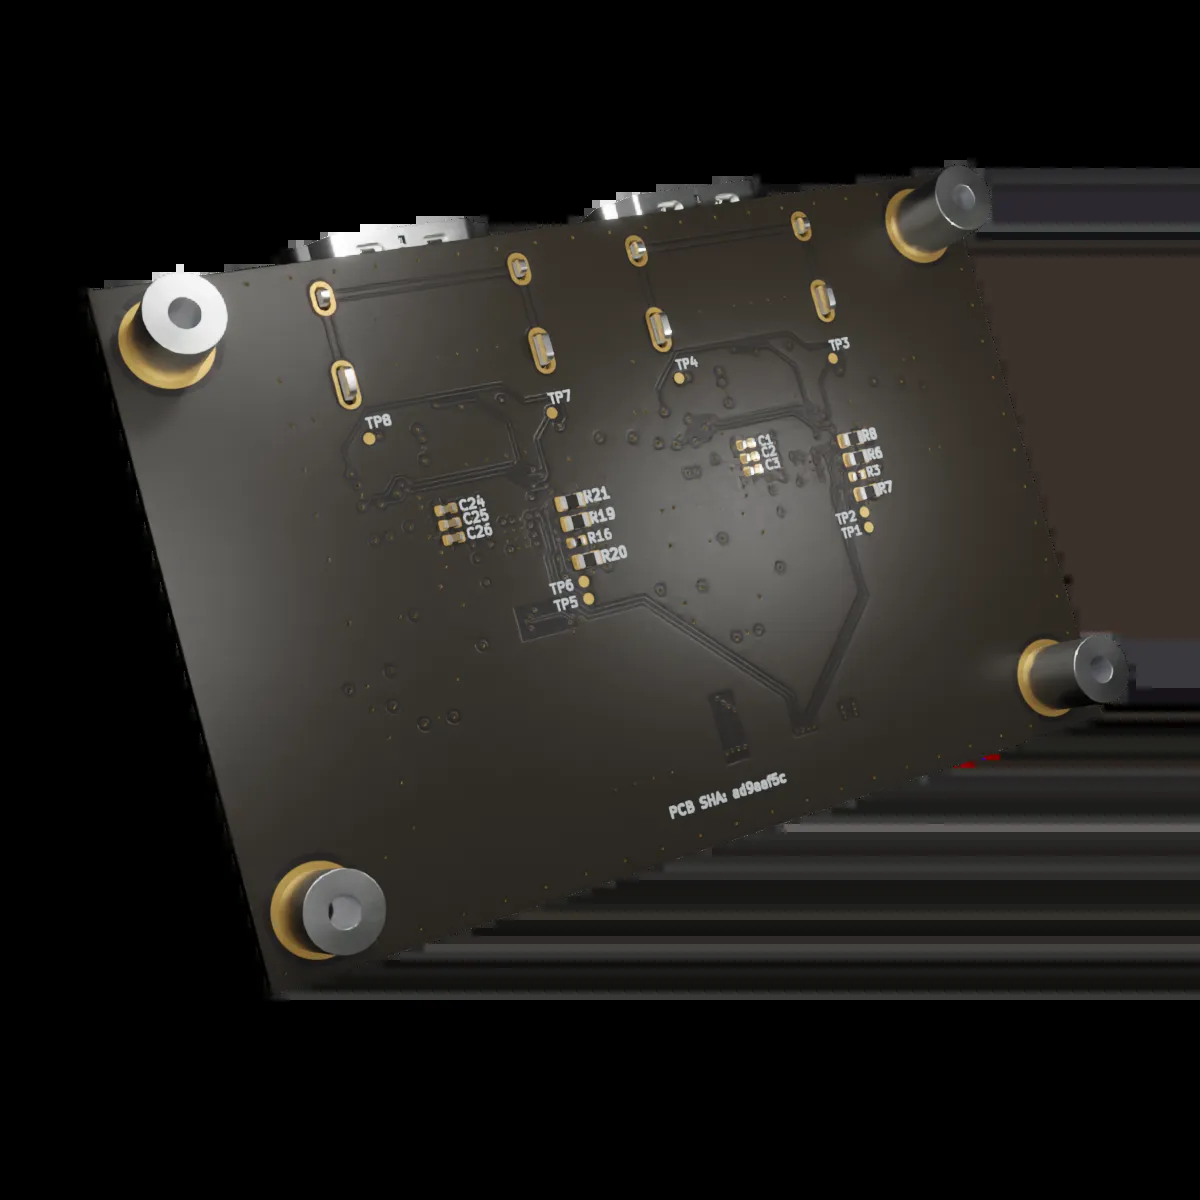 TP3
TP4
TP7
TP8
R8
C1
C2
R6
C3
R3
R7
R21
C24
C25
TP2
R19
C26
TP1
R16
R20
TP6
TP5
PCB SHA: ad9aaf5c